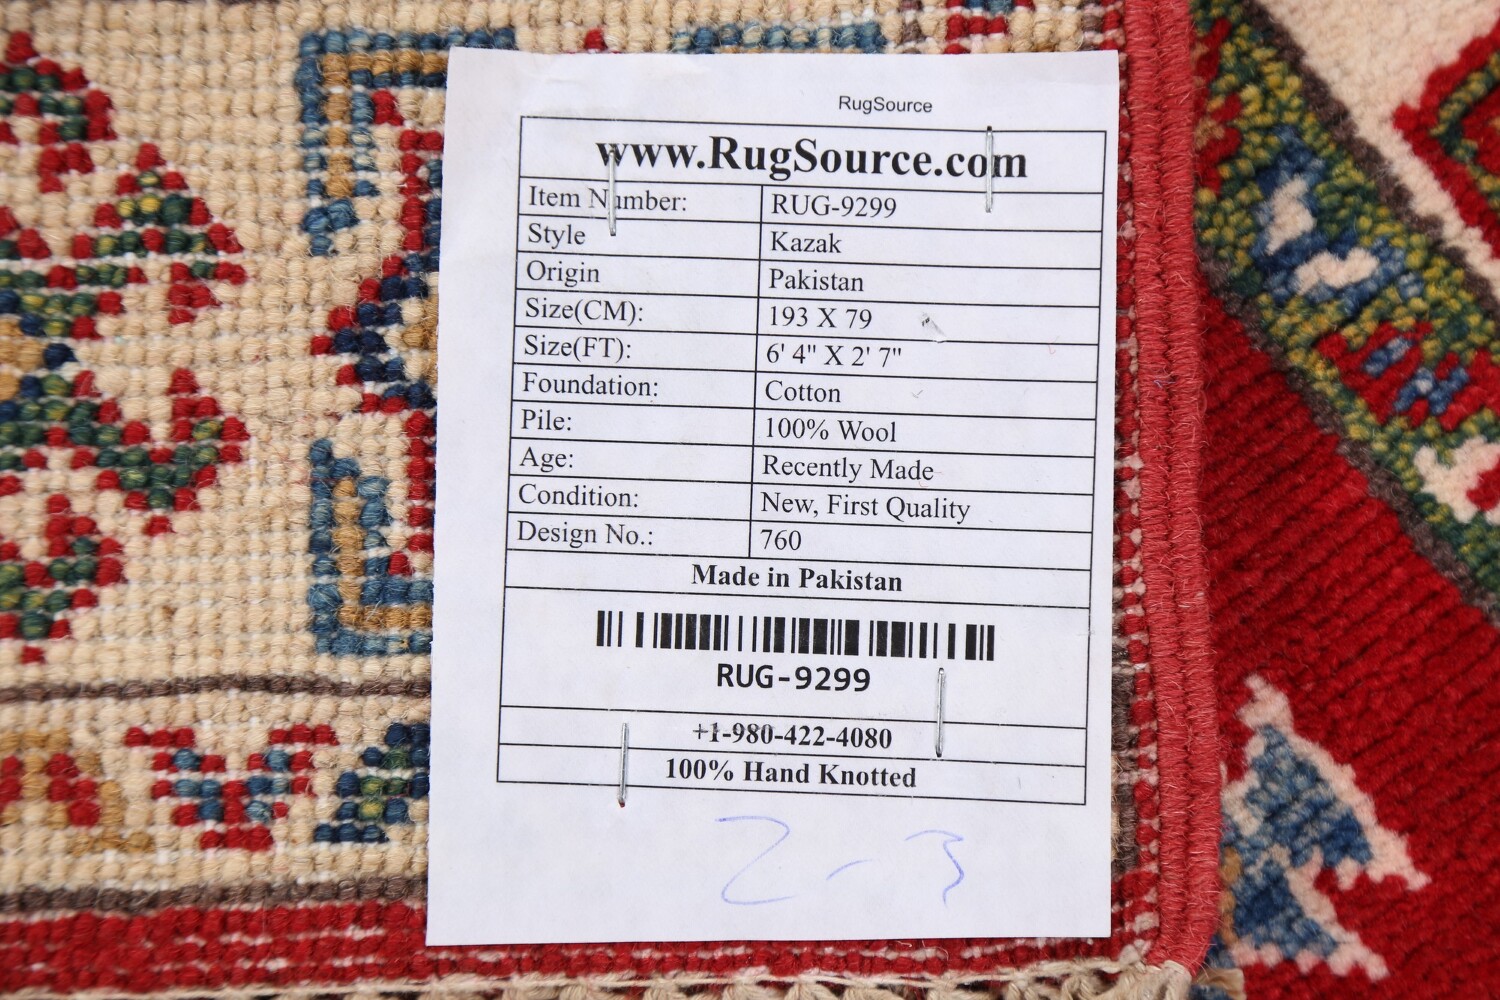 RugSource
www.RugSource.com
Item Number: RUG-9299
Style Kazak
Origin Pakistan
Size(CM): 193 X 79
Size(FT): 6' 4" X 2' 7"
Foundation: Cotton
Pile: 100% Wool
Age: Recently Made
Condition: New, First Quality
Design No.: 760
Made in Pakistan
RUG-9299
+1-980-422-4080
100% Hand Knotted
2-3